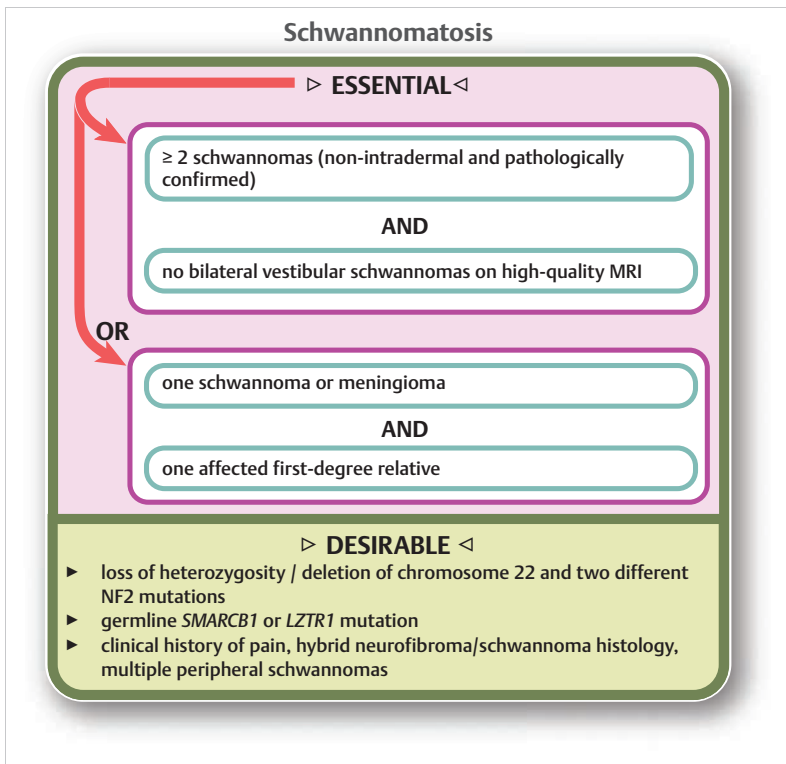 Schwannomatosis
▷ ESSENTIAL ◁
≥ 2 schwannomas (non-intradermal and pathologically
confirmed)
AND
no bilateral vestibular schwannomas on high-quality MRI
OR
one schwannoma or meningioma
AND
one affected first-degree relative
▷ DESIRABLE ◁
► loss of heterozygosity / deletion of chromosome 22 and two different
NF2 mutations
► germline SMARCB1 or LZTR1 mutation
► clinical history of pain, hybrid neurofibroma/schwannoma histology,
multiple peripheral schwannomas